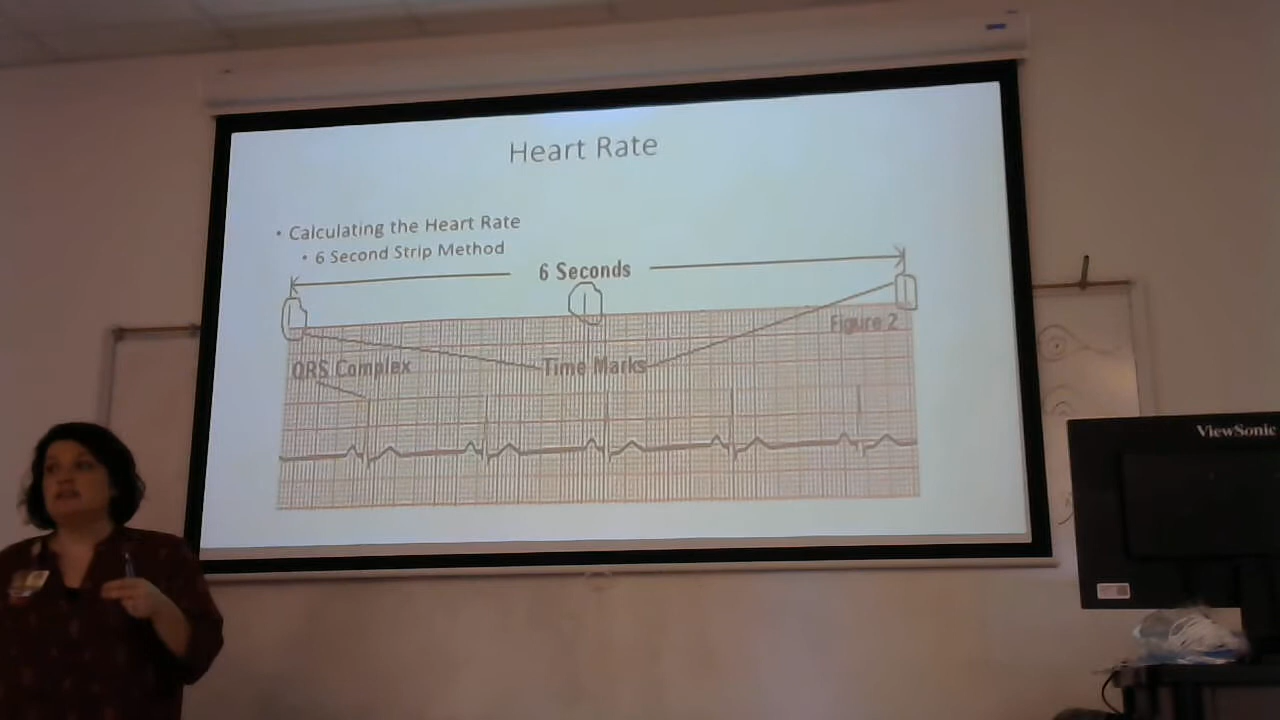 Heart Rate
• Calculating the Heart Rate
• 6 Second Strip Method
6 Seconds
Figure 2
QRS Complex
Time Marks
ViewSonic